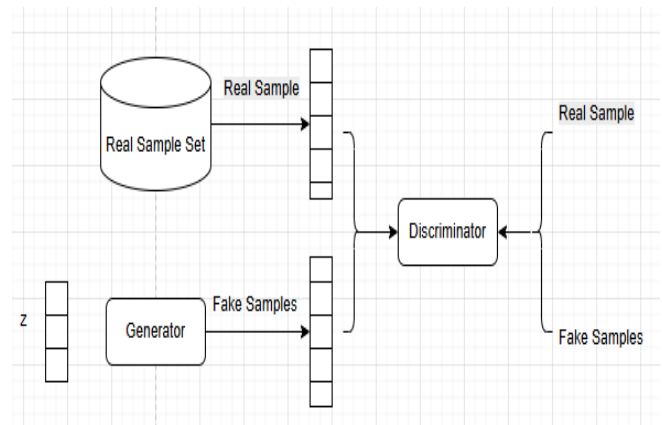 Real Sample
Real Sample Set
Real Sample
Discriminator
z
Generator
Fake Samples
Fake Samples